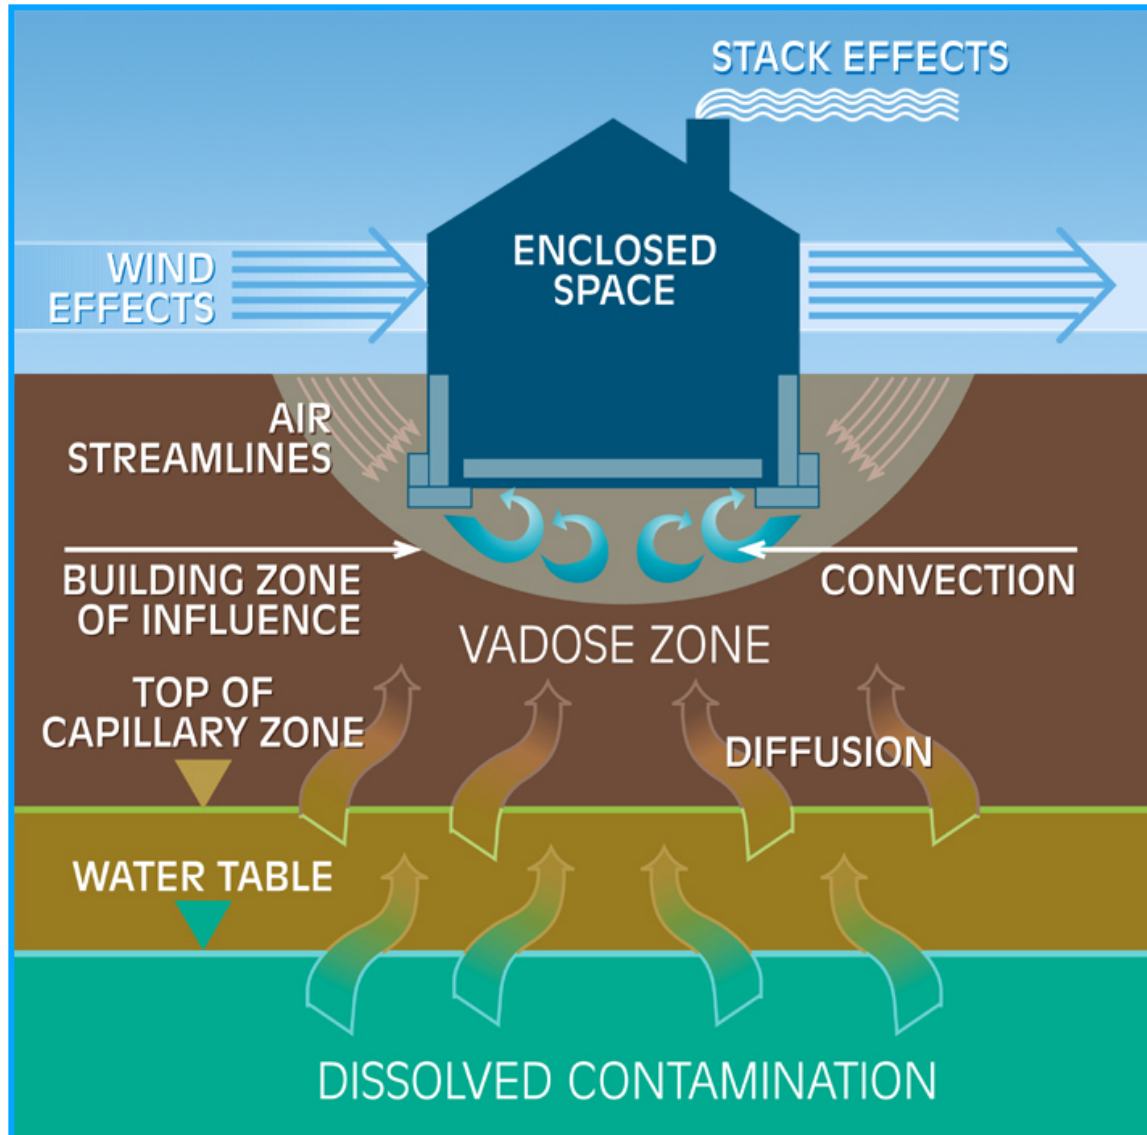 STACK EFFECTS
ENCLOSED
SPACE
WIND
EFFECTS
AIR
STREAMLINES
BUILDING ZONE
OF INFLUENCE
CONVECTION
VADOSE ZONE
TOP OF
CAPILLARY ZONE
DIFFUSION
WATER TABLE
DISSOLVED CONTAMINATION